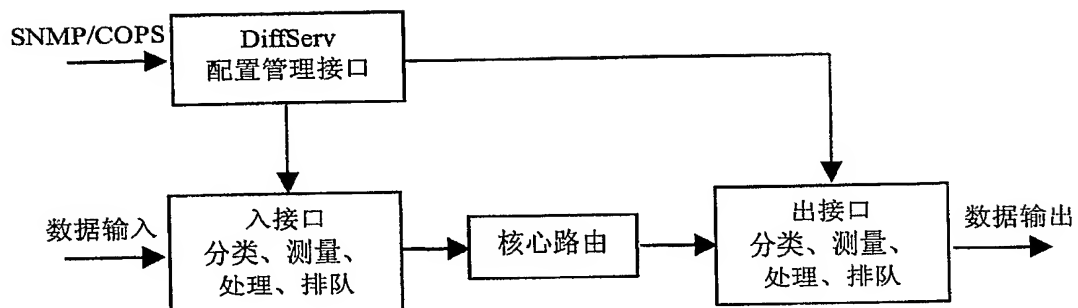 SNMP/COPS
DiffServ
配置管理接口
数据输入
入接口
分类、测量、
处理、排队
核心路由
出接口
分类、测量、
处理、排队
数据输出